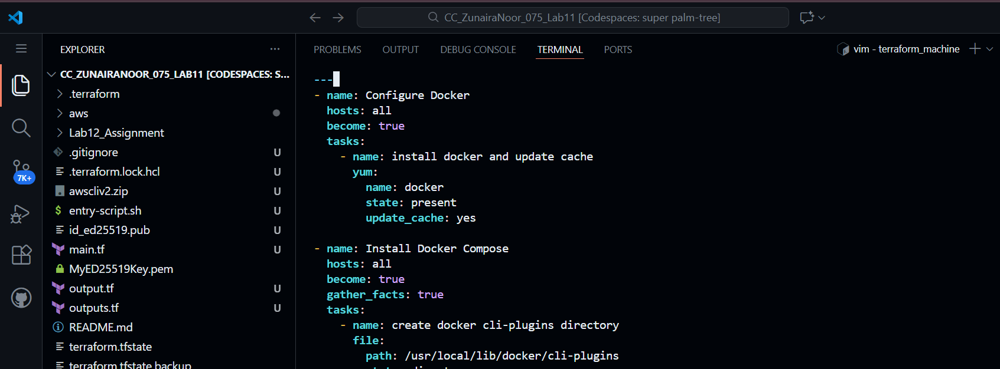 CC_ZunairaNoor_075_Lab11 [Codespaces: super palm-tree]
EXPLORER
CC_ZUNAIRANOOR_075_LAB11 [CODESPACES: S...
.terraform
aws
Lab12_Assignment
.gitignore U
.terraform.lock.hcl U
awscliv2.zip U
entry-script.sh U
id_ed25519.pub U
main.tf U
MyED25519Key.pem
output.tf U
outputs.tf U
README.md
terraform.tfstate
terraform.tfstate.backup
7K+
PROBLEMS OUTPUT DEBUG CONSOLE TERMINAL PORTS
vim - terraform_machine
---
- name: Configure Docker
  hosts: all
  become: true
  tasks:
    - name: install docker and update cache
      yum:
        name: docker
        state: present
        update_cache: yes

- name: Install Docker Compose
  hosts: all
  become: true
  gather_facts: true
  tasks:
    - name: create docker cli-plugins directory
      file:
        path: /usr/local/lib/docker/cli-plugins